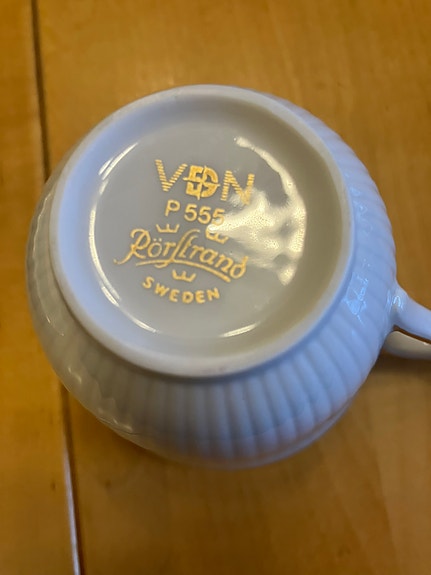 VDN
P 555
Rörstrand
SWEDEN